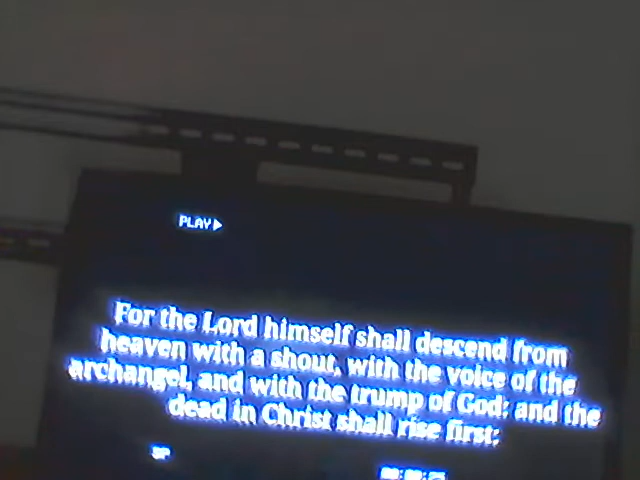 PLAY
For the Lord himself shall descend from
heaven with a shout, with the voice of the
archangel, and with the trump of God: and the
dead in Christ shall rise first:
SP